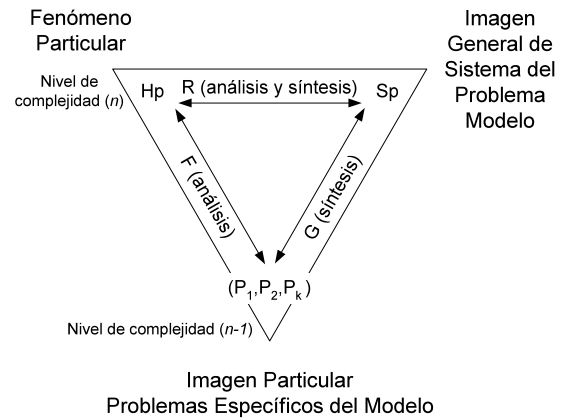 Fenómeno
Particular
Imagen
General de
Sistema del
Problema
Modelo
Nivel de
complejidad (n)
Hp
R (análisis y síntesis)
Sp
F (análisis)
G (síntesis)
(P1,P2,Pk)
Nivel de complejidad (n-1)
Imagen Particular
Problemas Específicos del Modelo